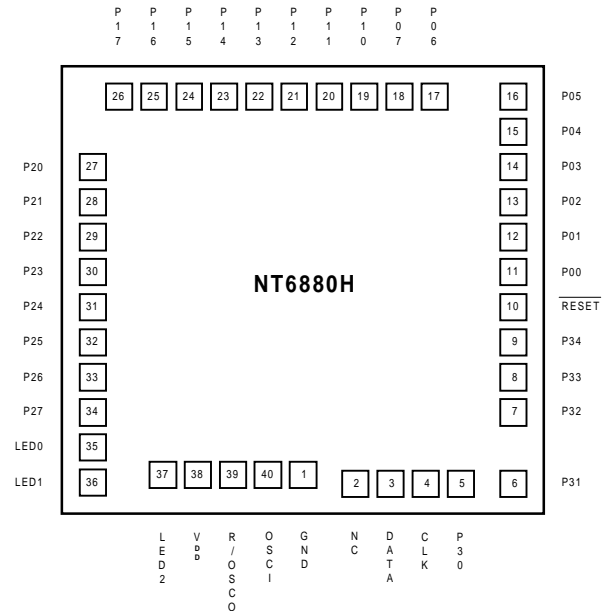 P17 P16 P15 P14 P13 P12 P11 P10 P07 P06
26 25 24 23 22 21 20 19 18 17 16 P05
15 P04
P20 27 14 P03
P21 28 13 P02
P22 29 12 P01
P23 30 11 P00
NT6880H
P24 31 10 RESET
P25 32 9 P34
P26 33 8 P33
P27 34 7 P32
LED0 35
LED1 36 37 38 39 40 1 2 3 4 5 6 P31
LED2 VDD R/OSCO OSCI GND NC DATA CLK P30